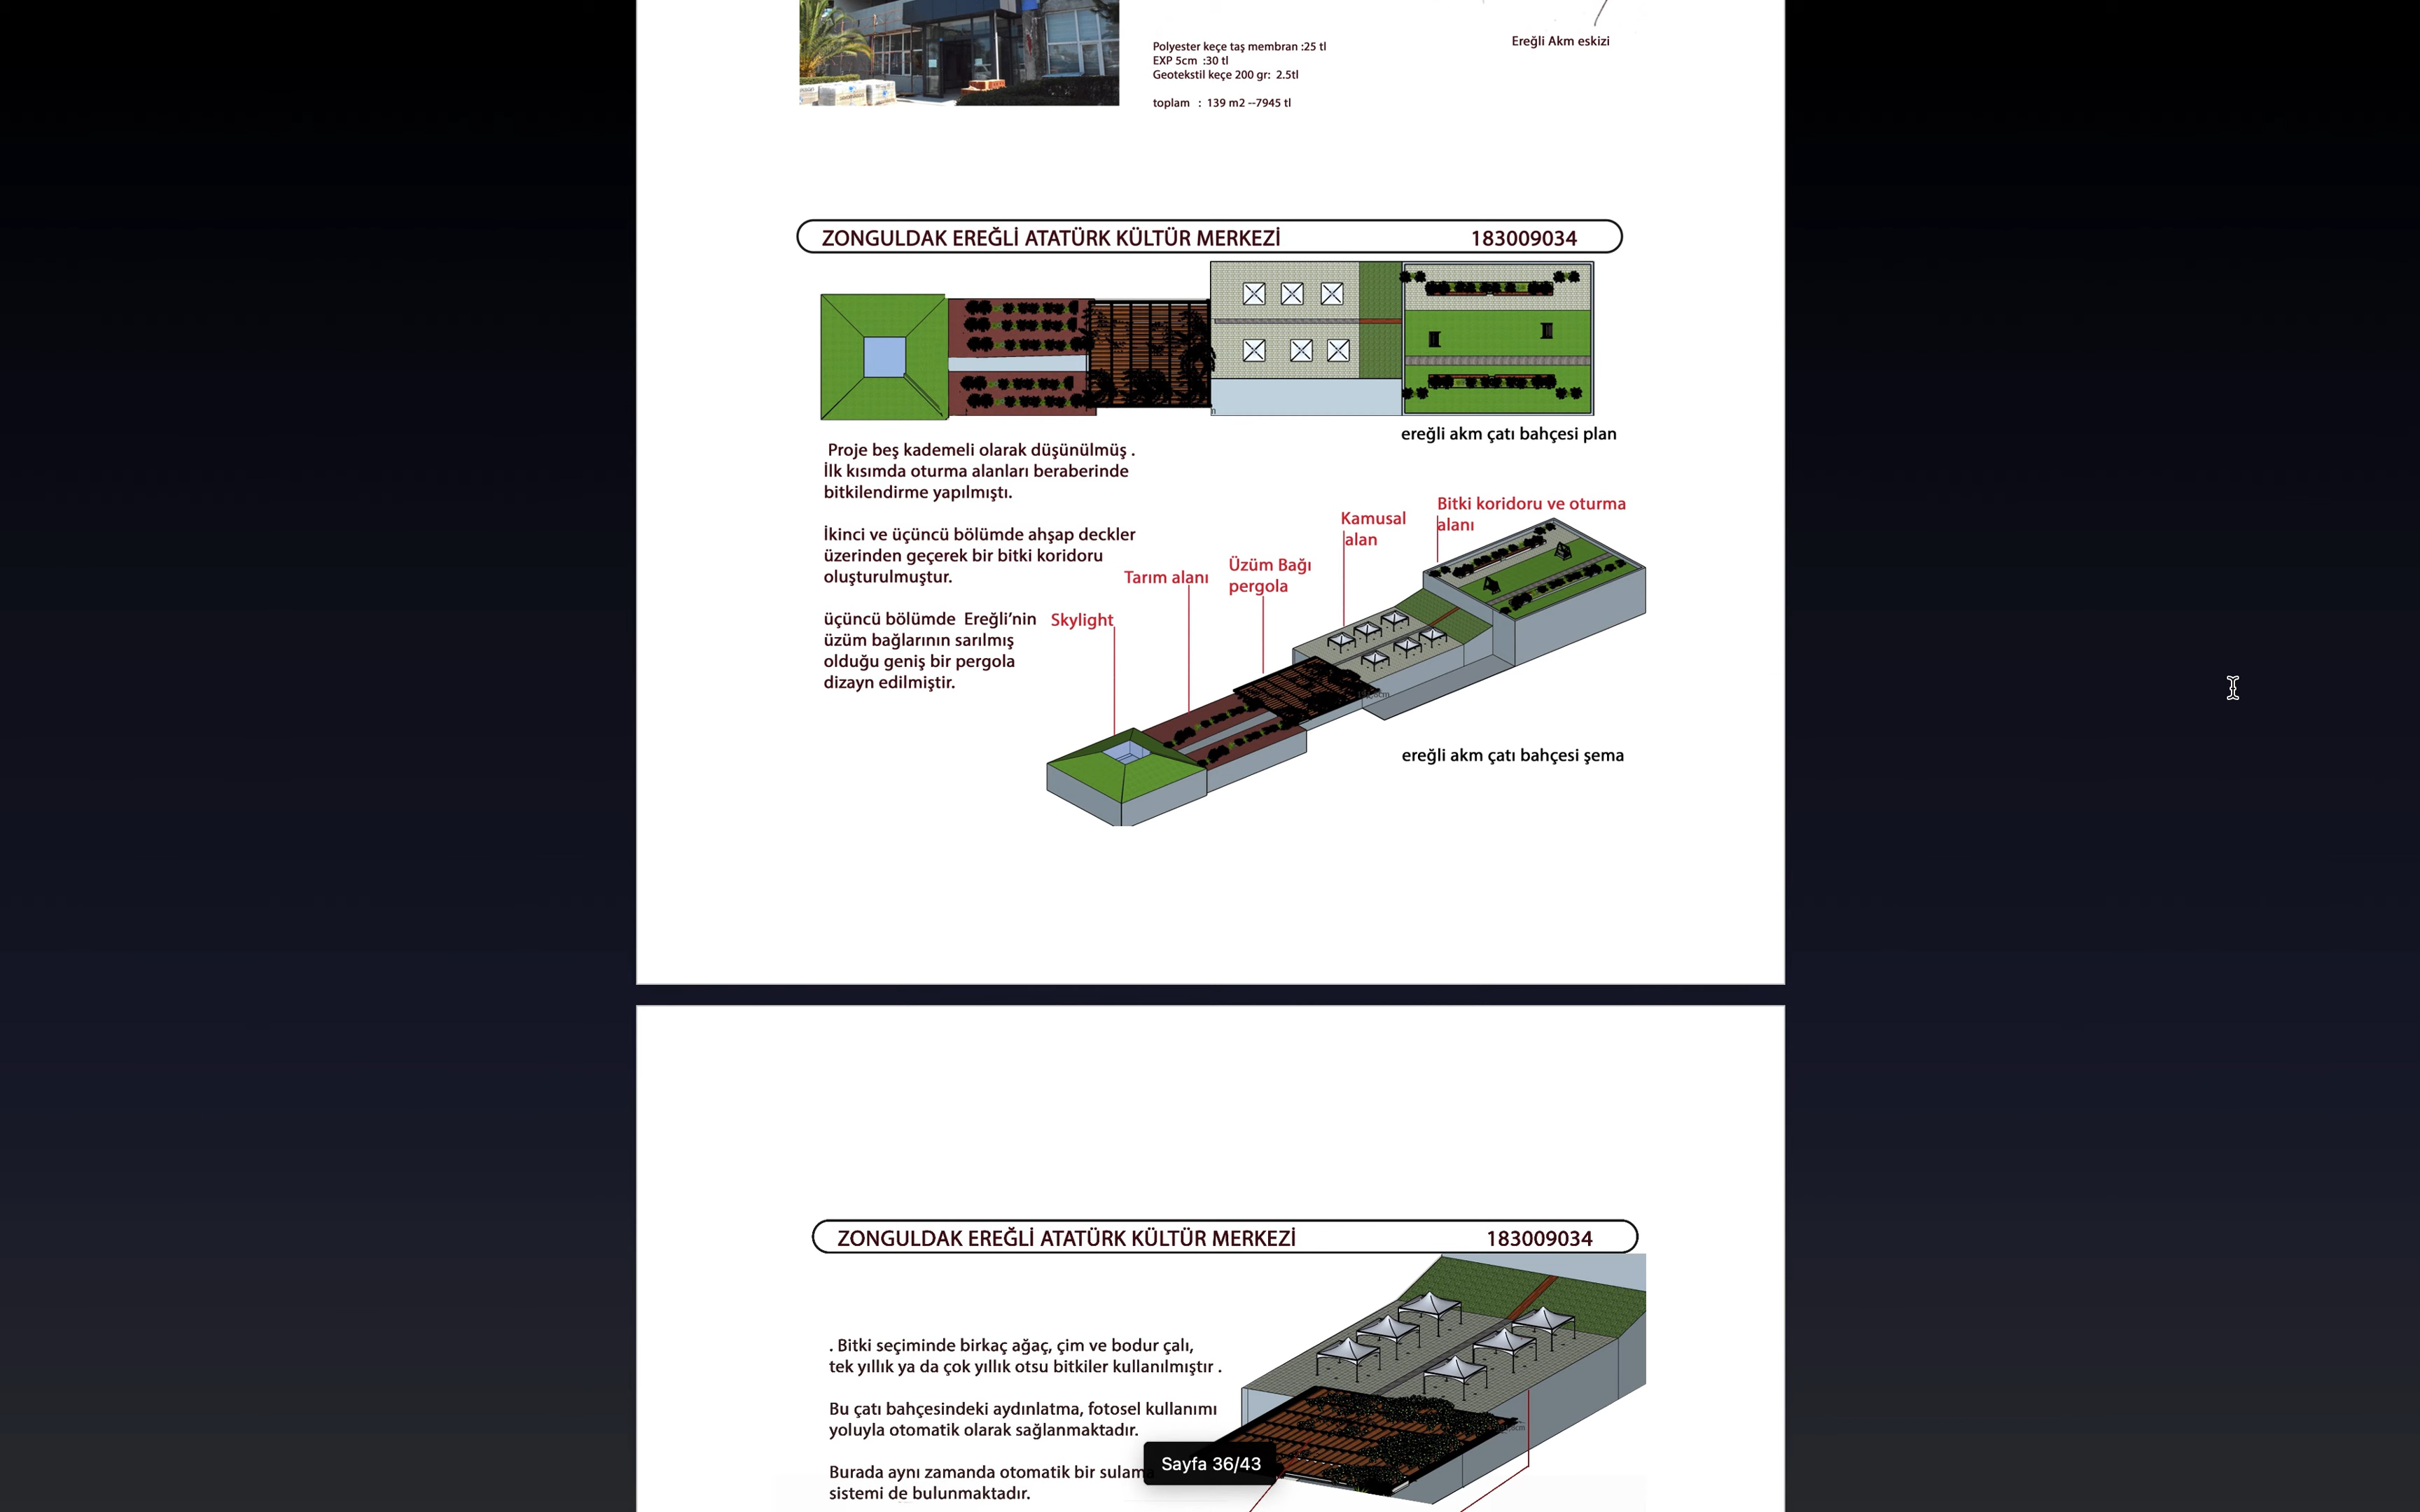 Polyester keçe taş membran :25 tl
EXP 5cm :30 tl
Geotekstil keçe 200 gr: 2.5tl
toplam : 139 m2 --7945 tl
Ereğli Akm eskizi
ZONGULDAK EREĞLİ ATATÜRK KÜLTÜR MERKEZİ 183009034
ereğli akm çatı bahçesi plan
Proje beş kademeli olarak düşünülmüş .
İlk kısımda oturma alanları beraberinde
bitkilendirme yapılmıştı.
İkinci ve üçüncü bölümde ahşap deckler
üzerinden geçerek bir bitki koridoru
oluşturulmuştur.
üçüncü bölümde Ereğli’nin
üzüm bağlarının sarılmış
olduğu geniş bir pergola
dizayn edilmiştir.
Skylight
Tarım alanı
Üzüm Bağı
pergola
Kamusal
alan
Bitki koridoru ve oturma
alanı
ereğli akm çatı bahçesi şema
ZONGULDAK EREĞLİ ATATÜRK KÜLTÜR MERKEZİ 183009034
. Bitki seçiminde birkaç ağaç, çim ve bodur çalı,
tek yıllık ya da çok yıllık otsu bitkiler kullanılmıştır .
Bu çatı bahçesindeki aydınlatma, fotosel kullanımı
yoluyla otomatik olarak sağlanmaktadır.
Burada aynı zamanda otomatik bir sulama
sistemi de bulunmaktadır.
Sayfa 36/43